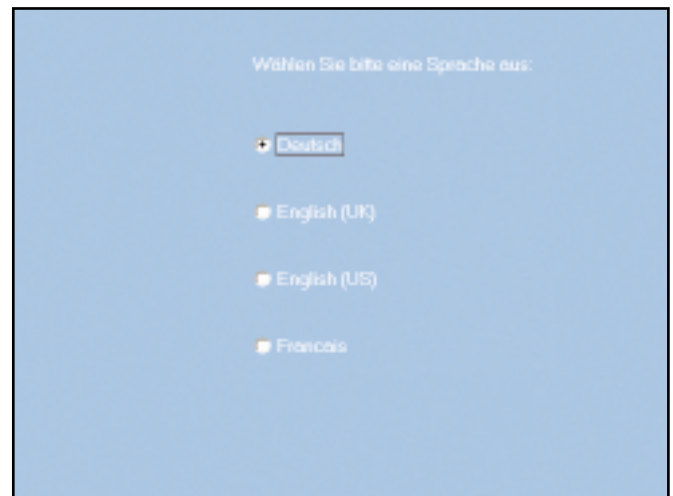 Wählen Sie bitte eine Sprache aus:
Deutsch
English (UK)
English (US)
Francais